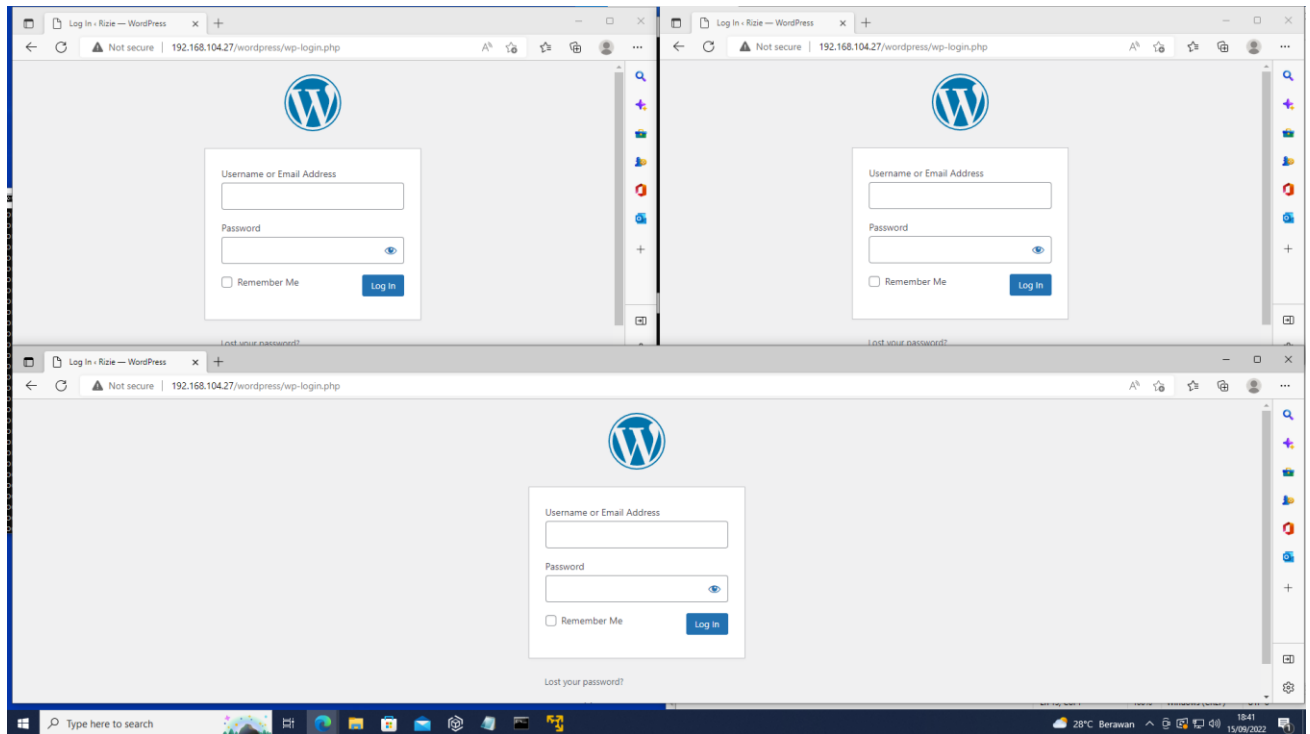 Log In ‹ Rizie — WordPress
Not secure | 192.168.104.27/wordpress/wp-login.php
Username or Email Address
Password
Remember Me
Log In
Lost your password?
Log In ‹ Rizie — WordPress
Not secure | 192.168.104.27/wordpress/wp-login.php
Username or Email Address
Password
Remember Me
Log In
Lost your password?
Log In ‹ Rizie — WordPress
Not secure | 192.168.104.27/wordpress/wp-login.php
Username or Email Address
Password
Remember Me
Log In
Lost your password?
Type here to search
28°C Berawan
18:41
15/09/2022